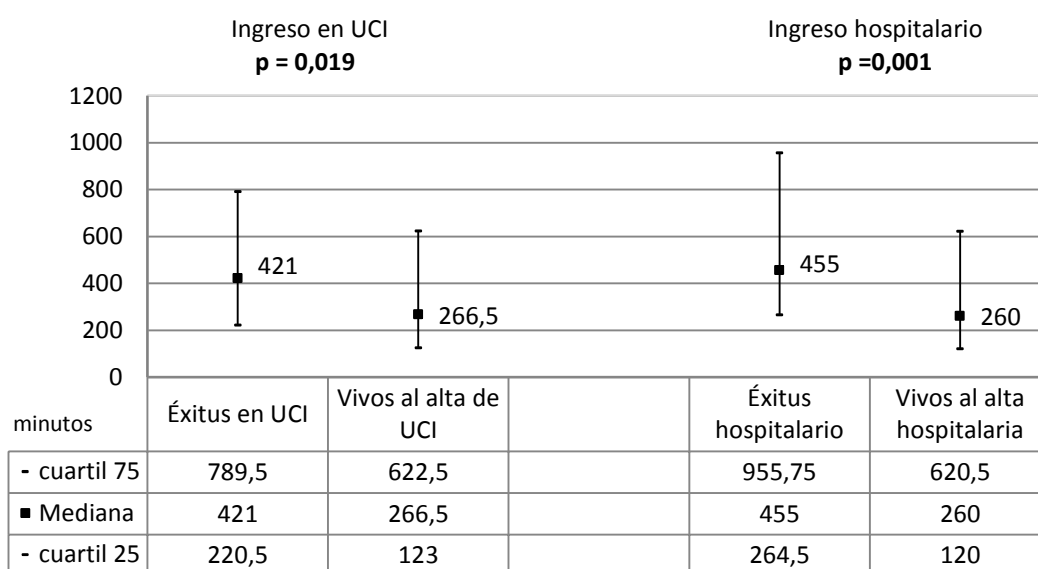 Ingreso en UCI
p = 0,019
Ingreso hospitalario
p =0,001
1200
1000
800
600
400
200
0
421
266,5
455
260
minutos
Éxitus en UCI
Vivos al alta de
UCI
Éxitus
hospitalario
Vivos al alta
hospitalaria
- cuartil 75 789,5 622,5 955,75 620,5
Mediana 421 266,5 455 260
- cuartil 25 220,5 123 264,5 120